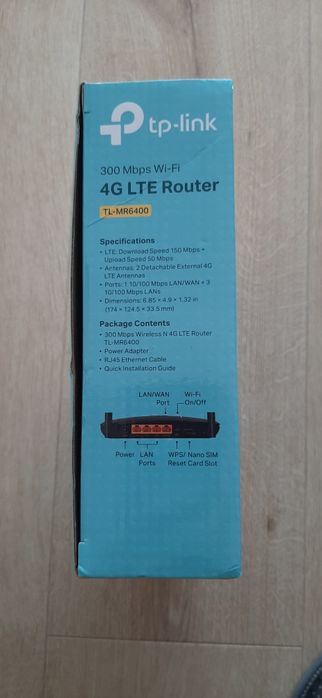 tp-link
300 Mbps Wi-Fi
4G LTE Router
TL-MR6400
Specifications
• LTE: Download Speed 150 Mbps +
Upload Speed 50 Mbps
• Antennas: 2 Detachable External 4G
LTE Antennas
• Ports: 1 10/100 Mbps LAN/WAN + 3
10/100 Mbps LANs
• Dimensions: 6.85 × 4.9 × 1.32 in
(174 × 124.5 × 33.5 mm)
Package Contents
• 300 Mbps Wireless N 4G LTE Router
TL-MR6400
• Power Adapter
• RJ45 Ethernet Cable
• Quick Installation Guide
LAN/WAN Wi-Fi
Port On/Off
Power LAN WPS/ Nano SIM
Ports Reset Card Slot